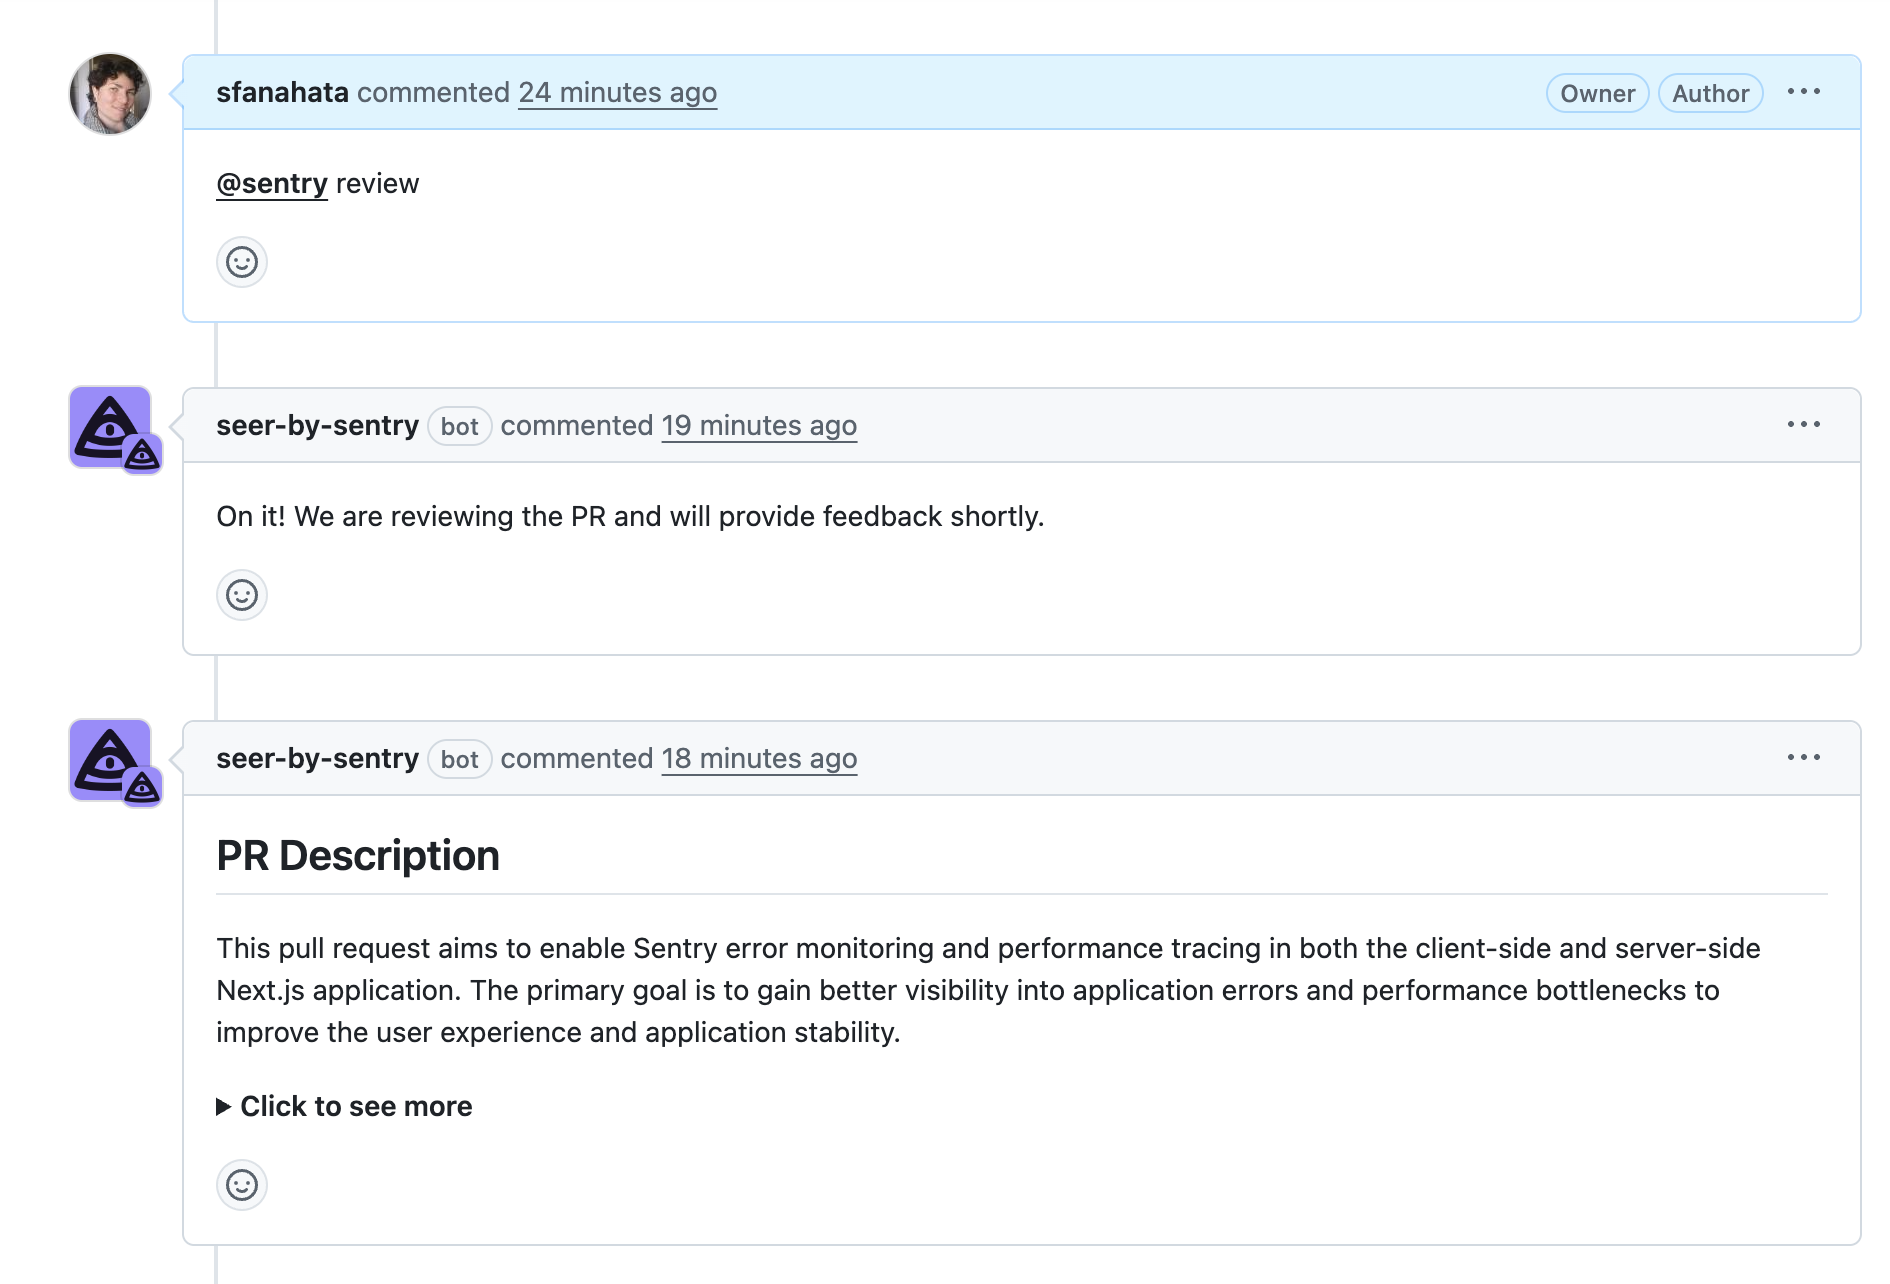 sfanahata commented 24 minutes ago Owner Author
@sentry review
seer-by-sentry bot commented 19 minutes ago
On it! We are reviewing the PR and will provide feedback shortly.
seer-by-sentry bot commented 18 minutes ago
PR Description
This pull request aims to enable Sentry error monitoring and performance tracing in both the client-side and server-side
Next.js application. The primary goal is to gain better visibility into application errors and performance bottlenecks to
improve the user experience and application stability.
Click to see more